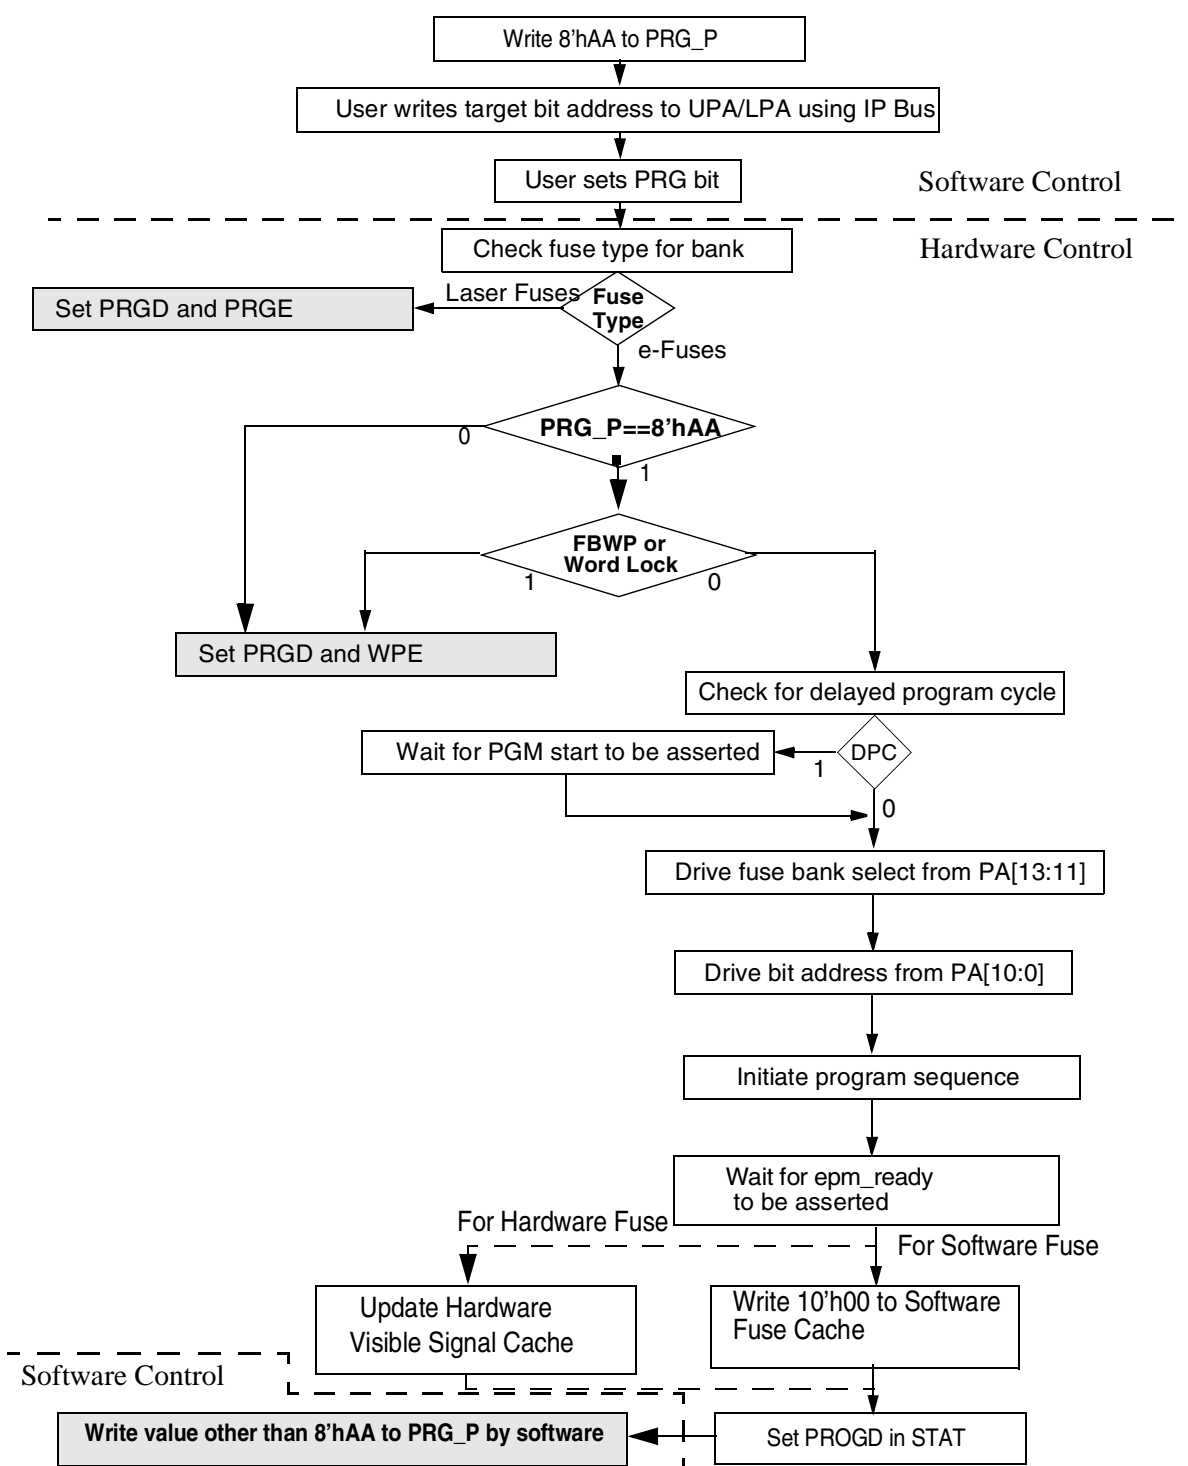 Write 8'hAA to PRG_P
User writes target bit address to UPA/LPA using IP Bus
User sets PRG bit
Software Control
Hardware Control
Check fuse type for bank
Laser Fuses
Fuse
Type
Set PRGD and PRGE
e-Fuses
PRG_P==8'hAA
0
1
FBWP or
Word Lock
1
0
Set PRGD and WPE
Check for delayed program cycle
Wait for PGM start to be asserted
DPC
1
0
Drive fuse bank select from PA[13:11]
Drive bit address from PA[10:0]
Initiate program sequence
Wait for epm_ready
to be asserted
For Hardware Fuse
For Software Fuse
Update Hardware
Visible Signal Cache
Write 10'h00 to Software
Fuse Cache
Software Control
Write value other than 8'hAA to PRG_P by software
Set PROGD in STAT